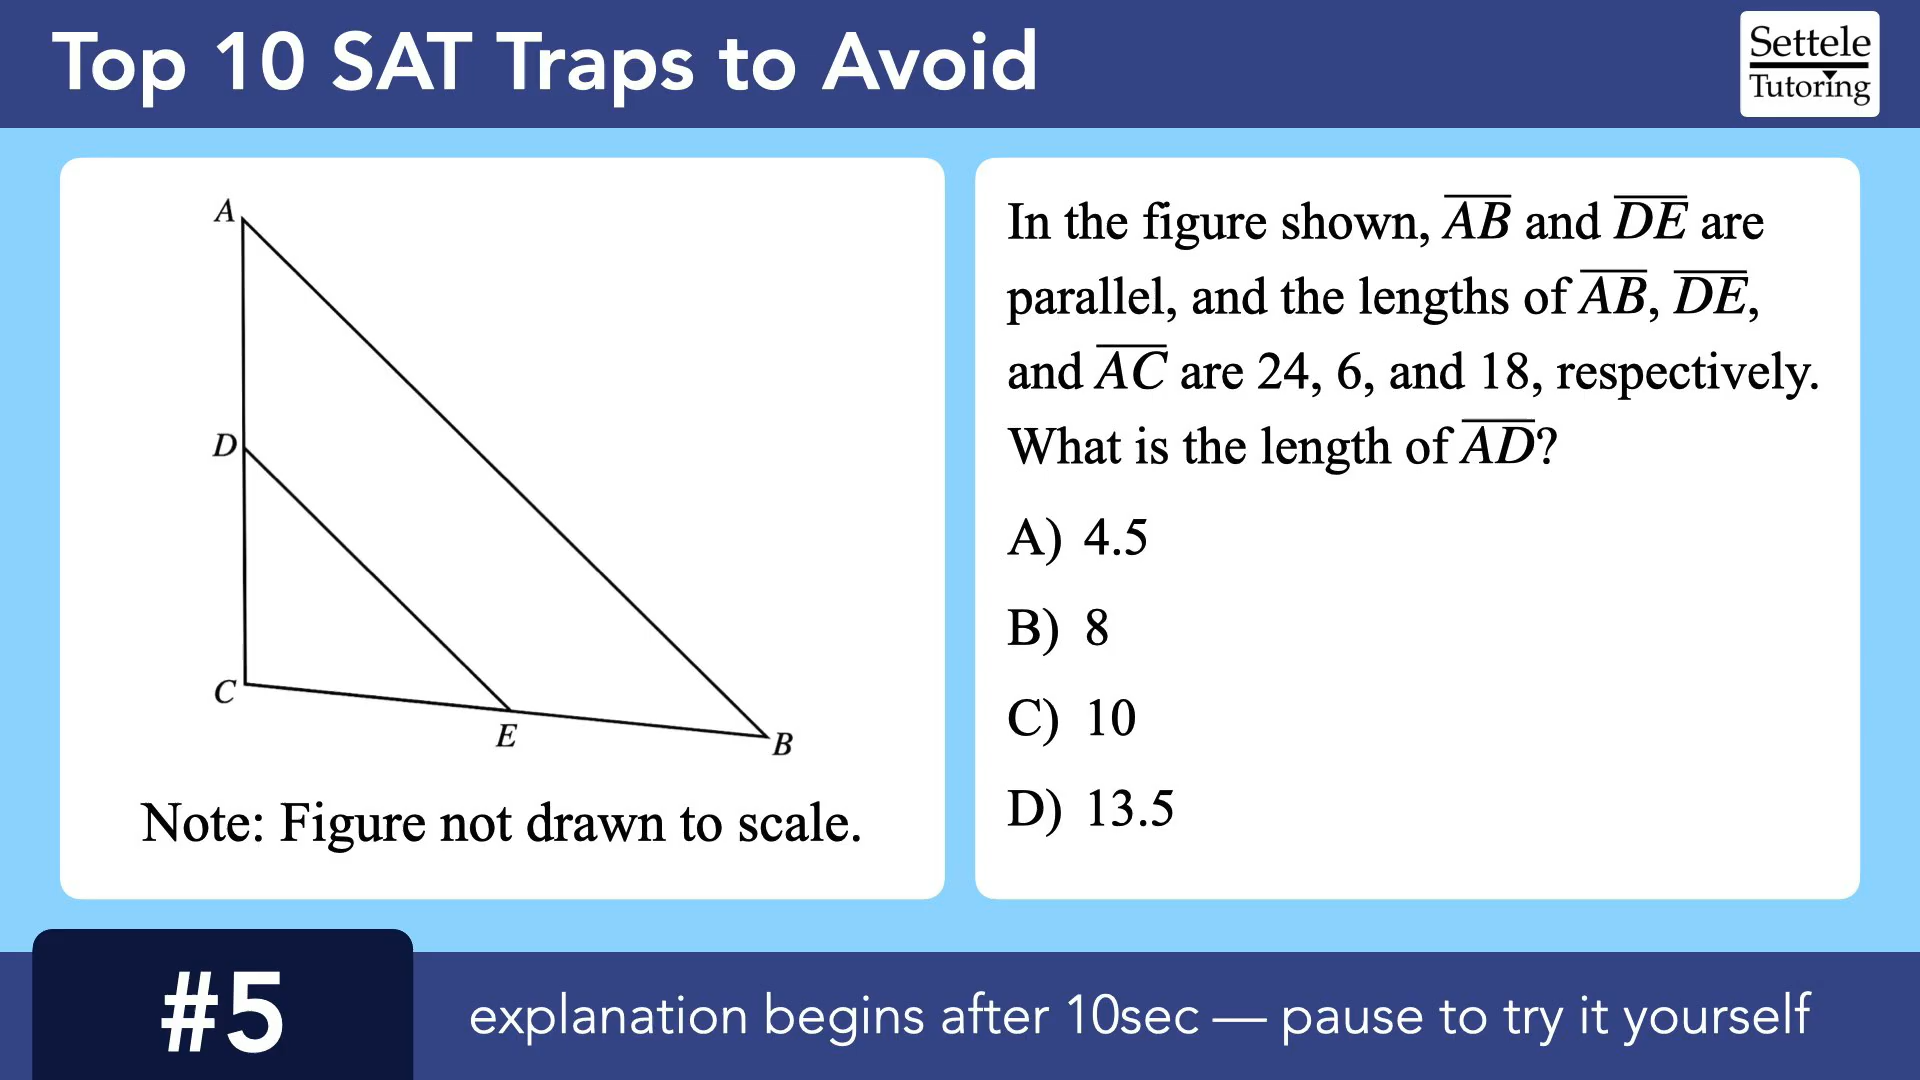 Top 10 SAT Traps to Avoid
Settele
Tutoring
A
D
C
E
B
Note: Figure not drawn to scale.
In the figure shown, AB and DE are
parallel, and the lengths of AB, DE,
and AC are 24, 6, and 18, respectively.
What is the length of AD?
A) 4.5
B) 8
C) 10
D) 13.5
#5
explanation begins after 10sec — pause to try it yourself